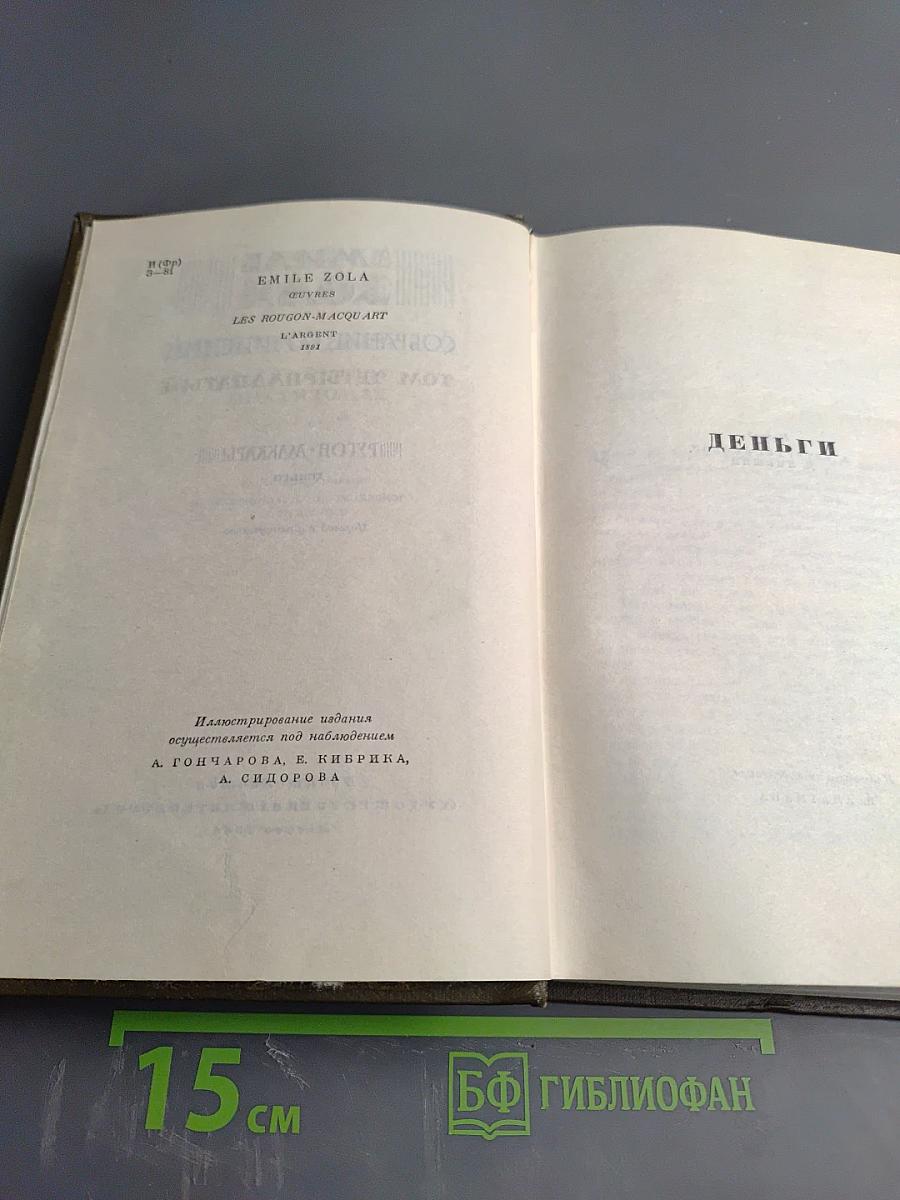 И(Фр)
З—81
EMILE ZOLA
ŒUVRES
LES ROUGON-MACQUART
L'ARGENT
1891
Иллюстрирование издания
осуществляется под наблюдением
А. ГОНЧАРОВА, Е. КИБРИКА,
А. СИДОРОВА
ДЕНЬГИ
15 см
БФ ГИБЛИОФАН